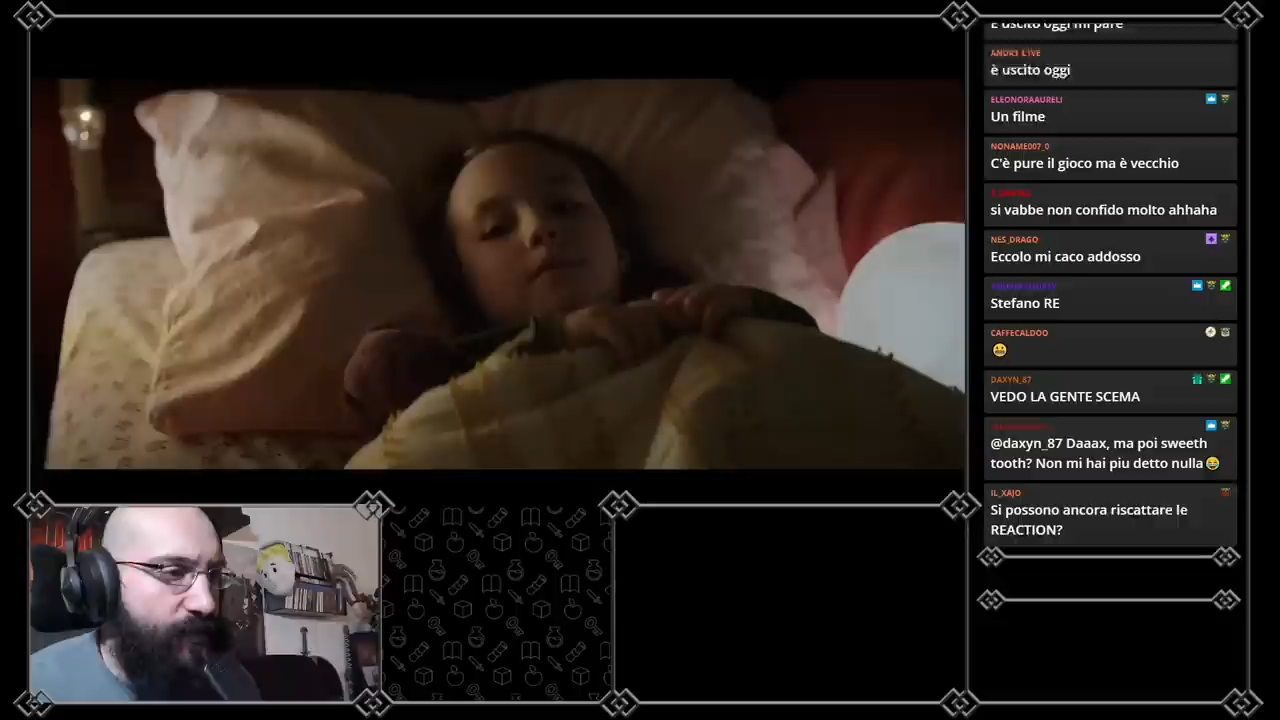 È uscito oggi mi pare
ANDR3_L1VE
è uscito oggi
ELEONORAAURELI
Un filme
NONAME007_0
C'è pure il gioco ma è vecchio
si vabbe non confido molto ahhaha
NES_DRAGO
Eccolo mi caco addosso
Stefano RE
CAFFECALDOO
DAXYN_87
VEDO LA GENTE SCEMA
@daxyn_87 Daaax, ma poi sweeth
tooth? Non mi hai piu detto nulla😂
IL_XAJO
Si possono ancora riscattare le
REACTION?